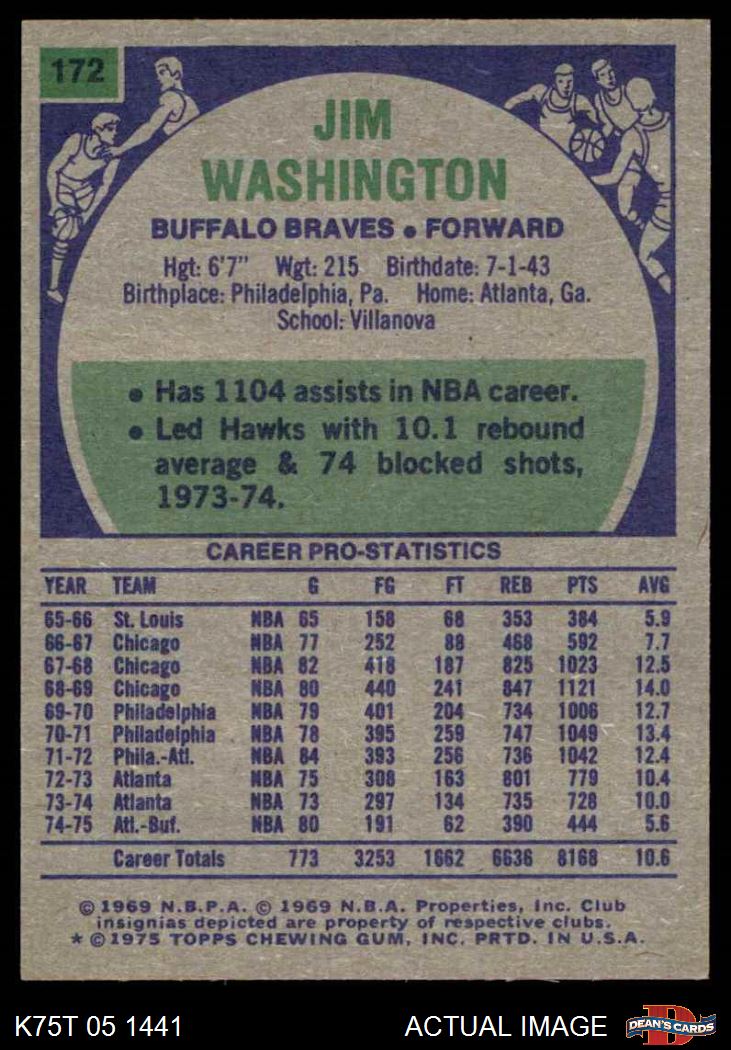 172
JIM
WASHINGTON
BUFFALO BRAVES • FORWARD
Hgt: 6'7" Wgt: 215 Birthdate: 7-1-43
Birthplace: Philadelphia, Pa. Home: Atlanta, Ga.
School: Villanova
• Has 1104 assists in NBA career.
• Led Hawks with 10.1 rebound
average & 74 blocked shots,
1973-74.
CAREER PRO-STATISTICS
YEAR TEAM G FG FT REB PTS AVG
65-66 St. Louis NBA 65 158 68 353 384 5.9
66-67 Chicago NBA 77 252 88 468 592 7.7
67-68 Chicago NBA 82 418 187 825 1023 12.5
68-69 Chicago NBA 80 440 241 847 1121 14.0
69-70 Philadelphia NBA 79 401 204 734 1006 12.7
70-71 Philadelphia NBA 78 395 259 747 1049 13.4
71-72 Phila.-Atl. NBA 84 393 256 736 1042 12.4
72-73 Atlanta NBA 75 308 163 801 779 10.4
73-74 Atlanta NBA 73 297 134 735 728 10.0
74-75 Atl.-Buf. NBA 80 191 62 390 444 5.6
Career Totals 773 3253 1662 6636 8168 10.6
© 1969 N.B.P.A. © 1969 N.B.A. Properties, Inc. Club
insignias depicted are property of respective clubs.
* © 1975 TOPPS CHEWING GUM, INC. PRTD. IN U.S.A.
K75T 05 1441 ACTUAL IMAGE
D
DEAN'S CARDS